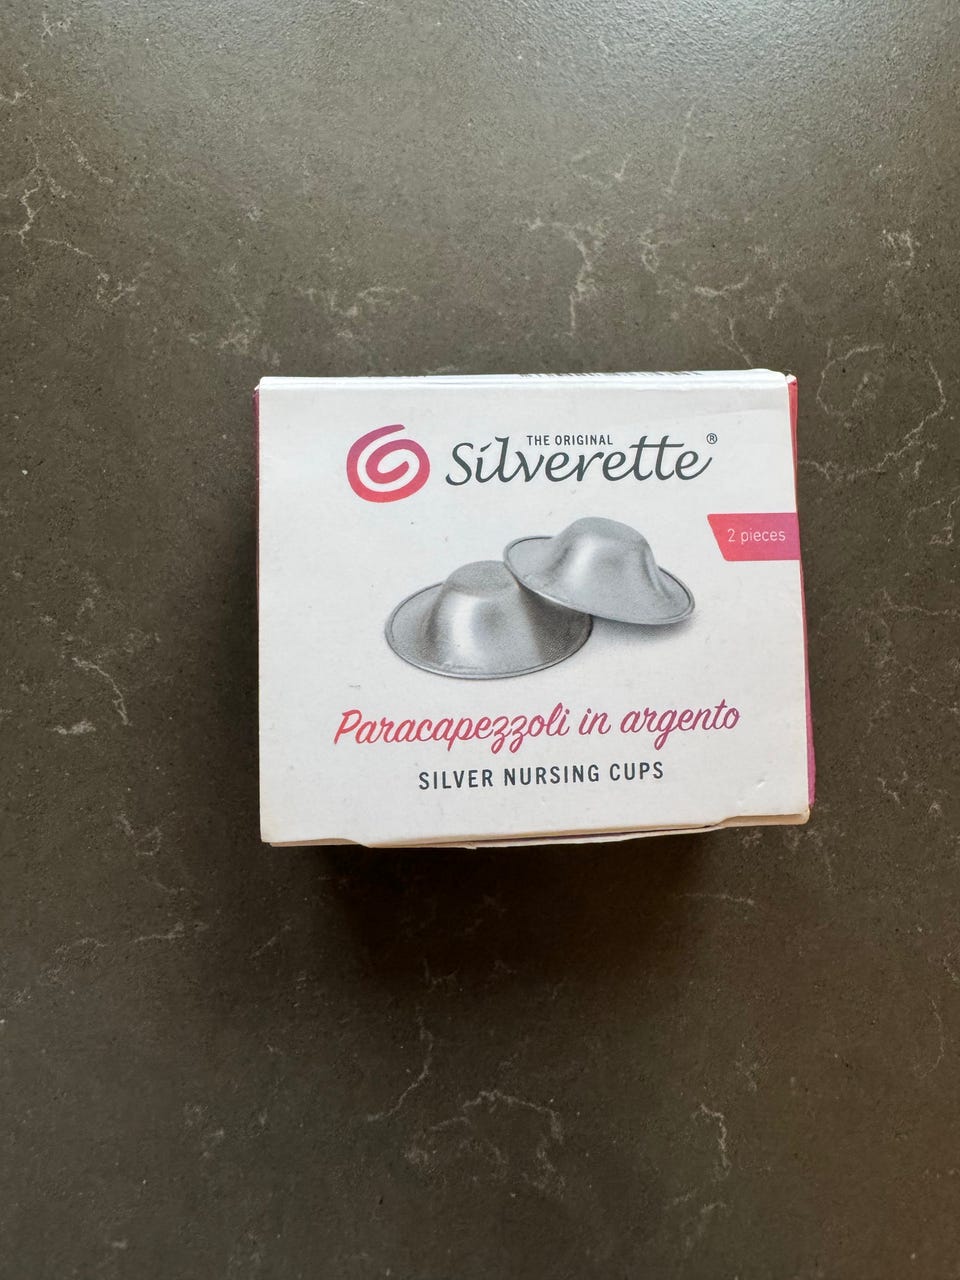 THE ORIGINAL
Silverette®
2 pieces
Paracapezzoli in argento
SILVER NURSING CUPS